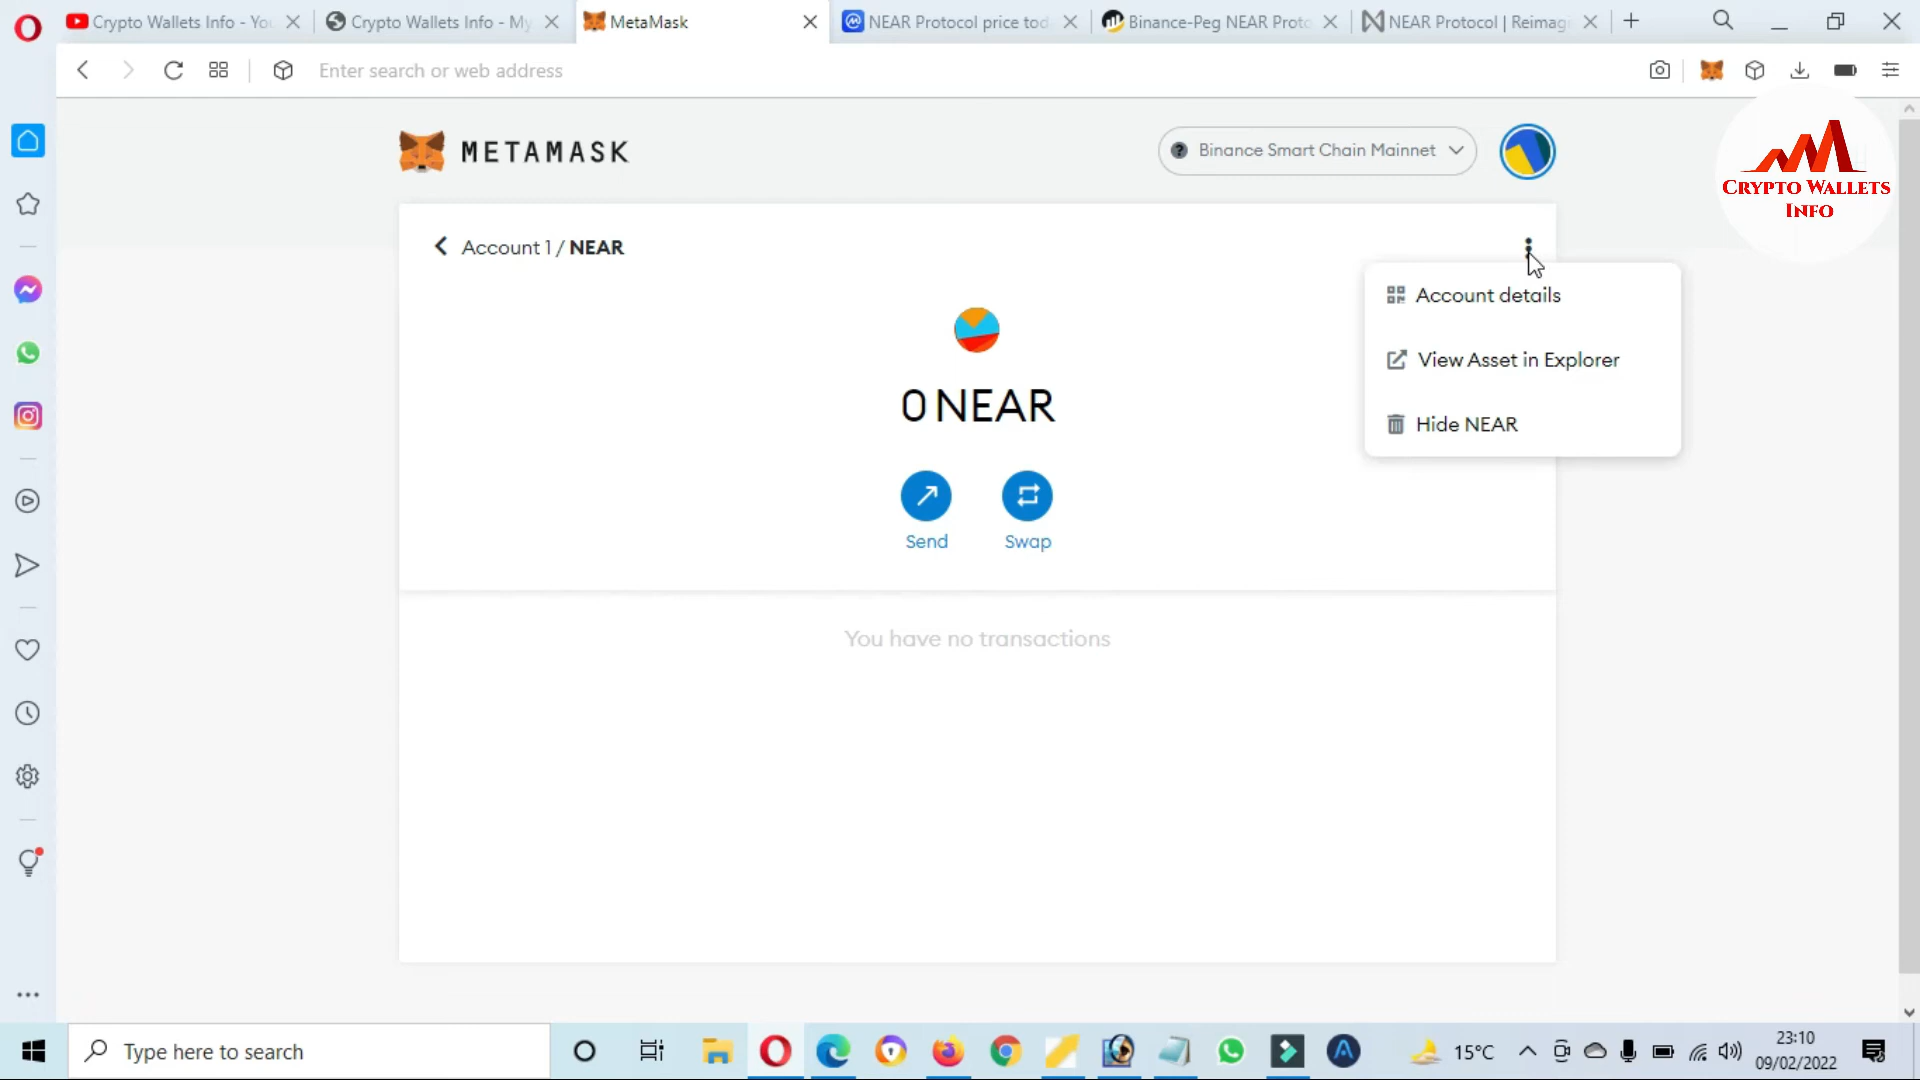 Crypto Wallets Info - You
Crypto Wallets Info - My
MetaMask
NEAR Protocol price tod
Binance-Peg NEAR Proto
NEAR Protocol | Reimagi
Enter search or web address
METAMASK
Binance Smart Chain Mainnet
CRYPTO WALLETS
INFO
Account 1 / NEAR
Account details
View Asset in Explorer
Hide NEAR
0 NEAR
Send
Swap
You have no transactions
Type here to search
15°C
23:10
09/02/2022